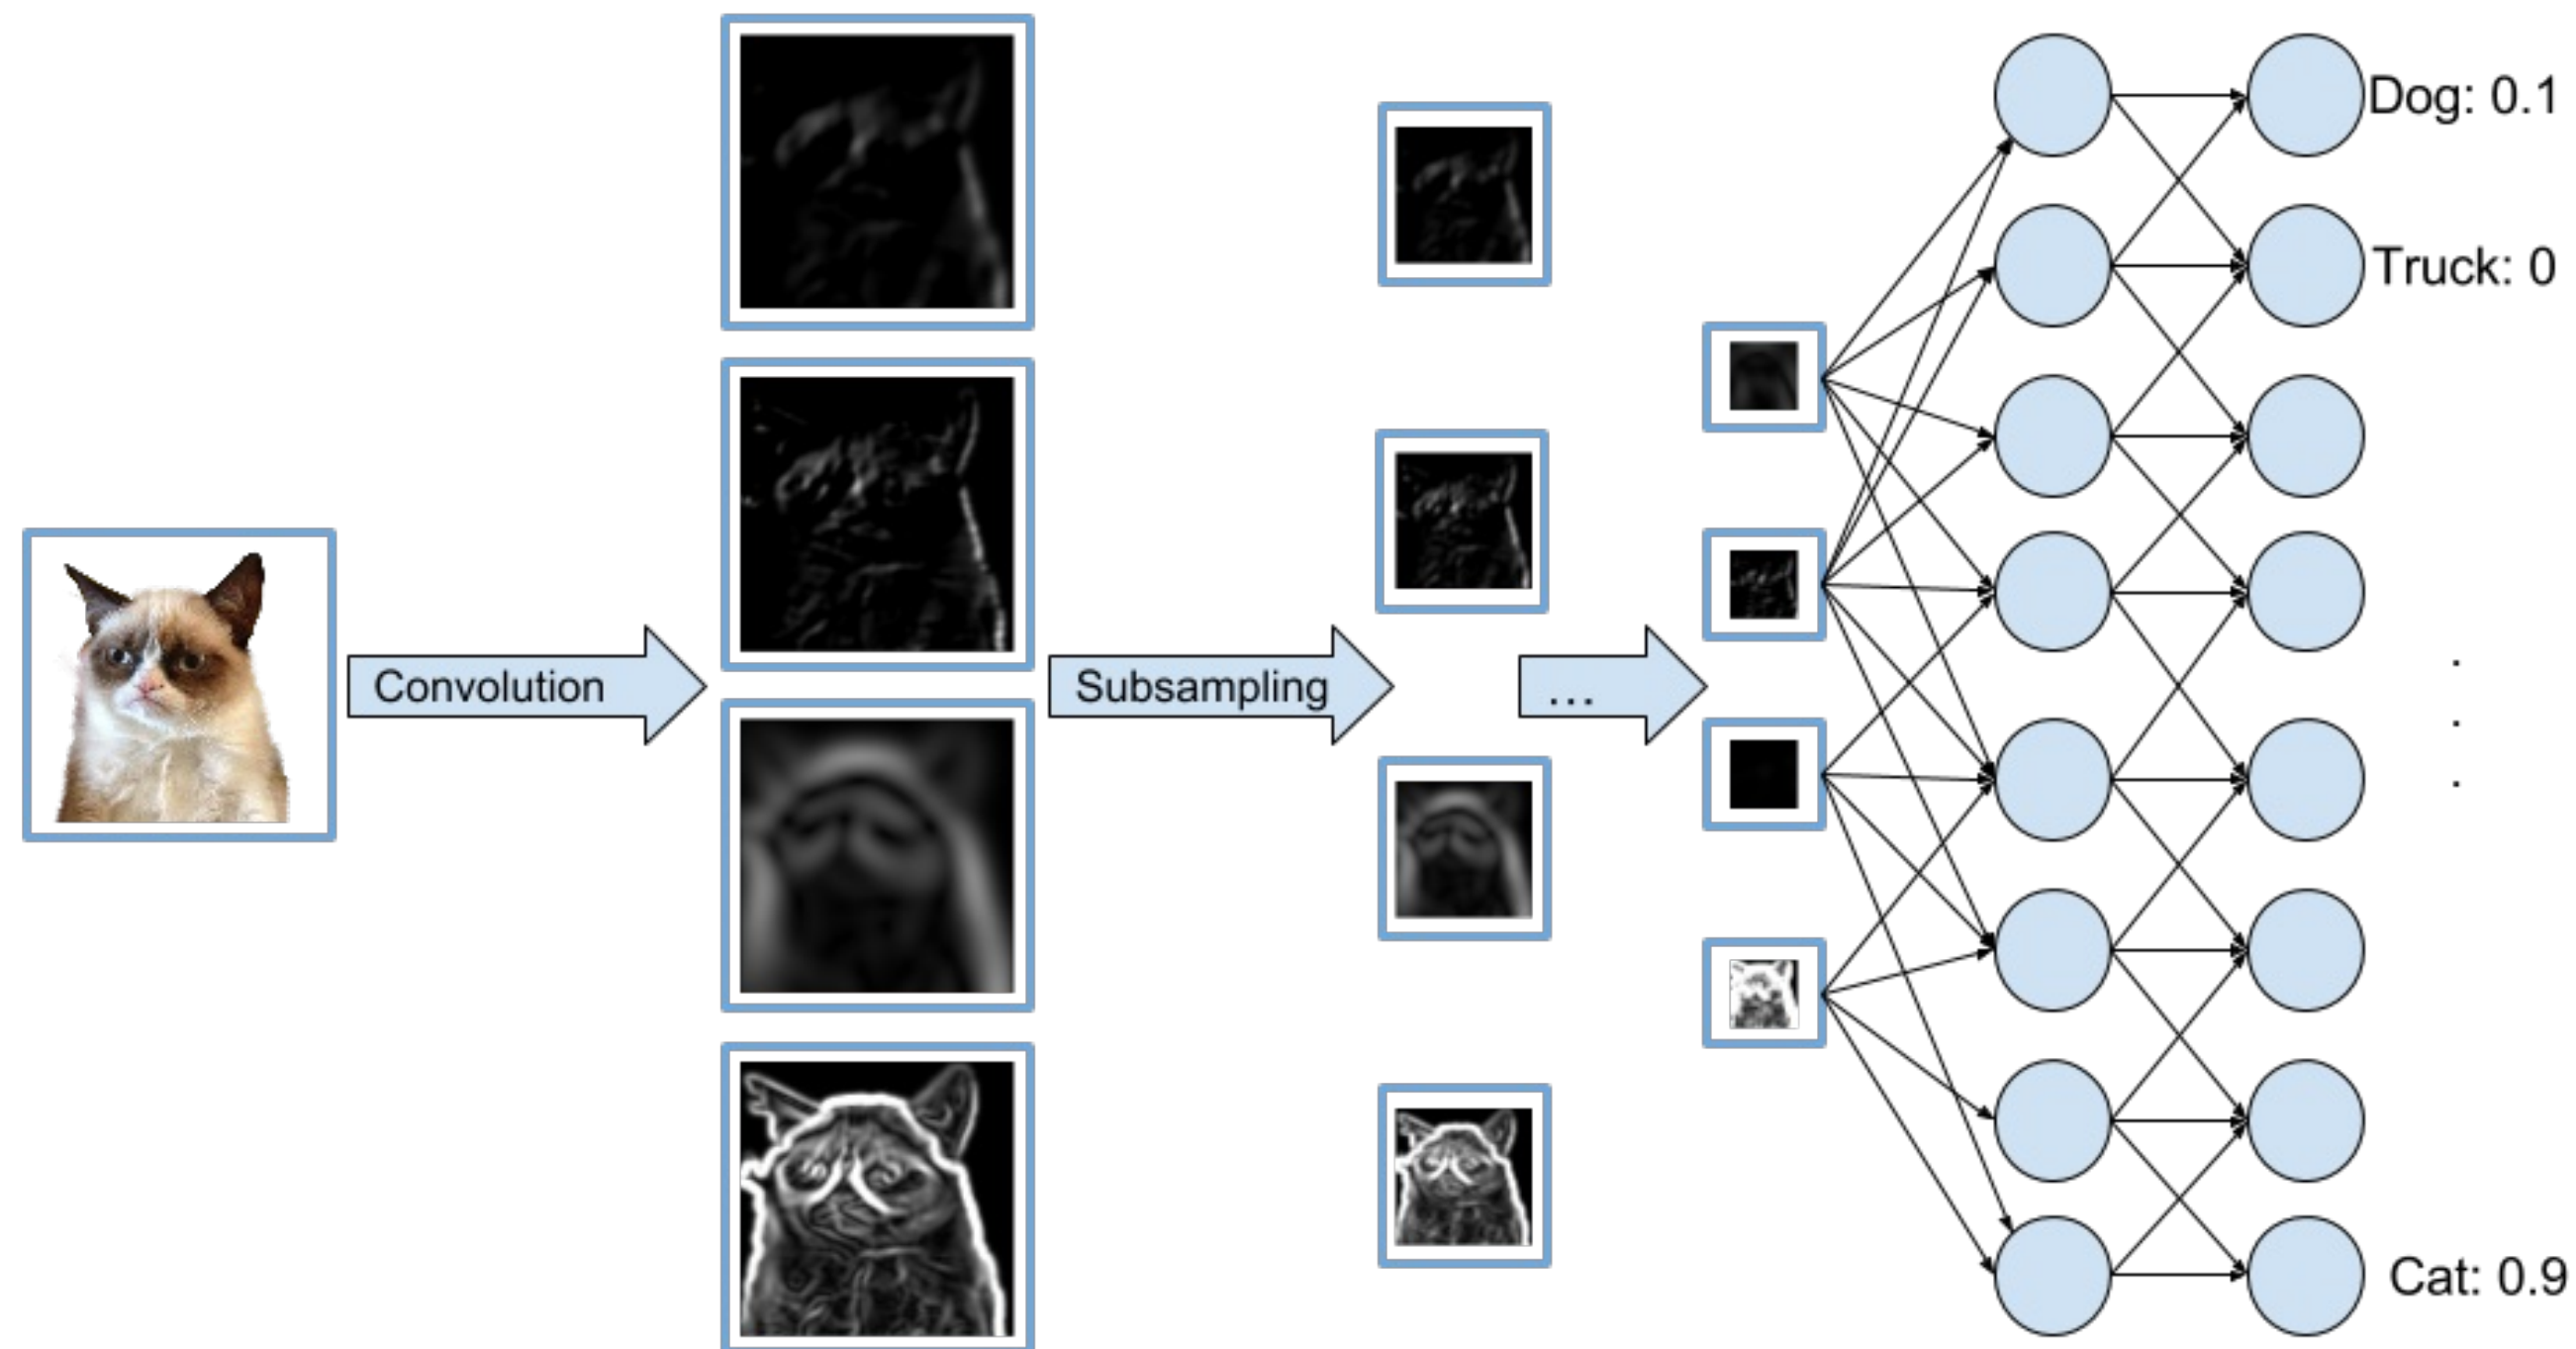 Convolution
Subsampling
...
Dog: 0.1
Truck: 0
.
.
.
Cat: 0.9